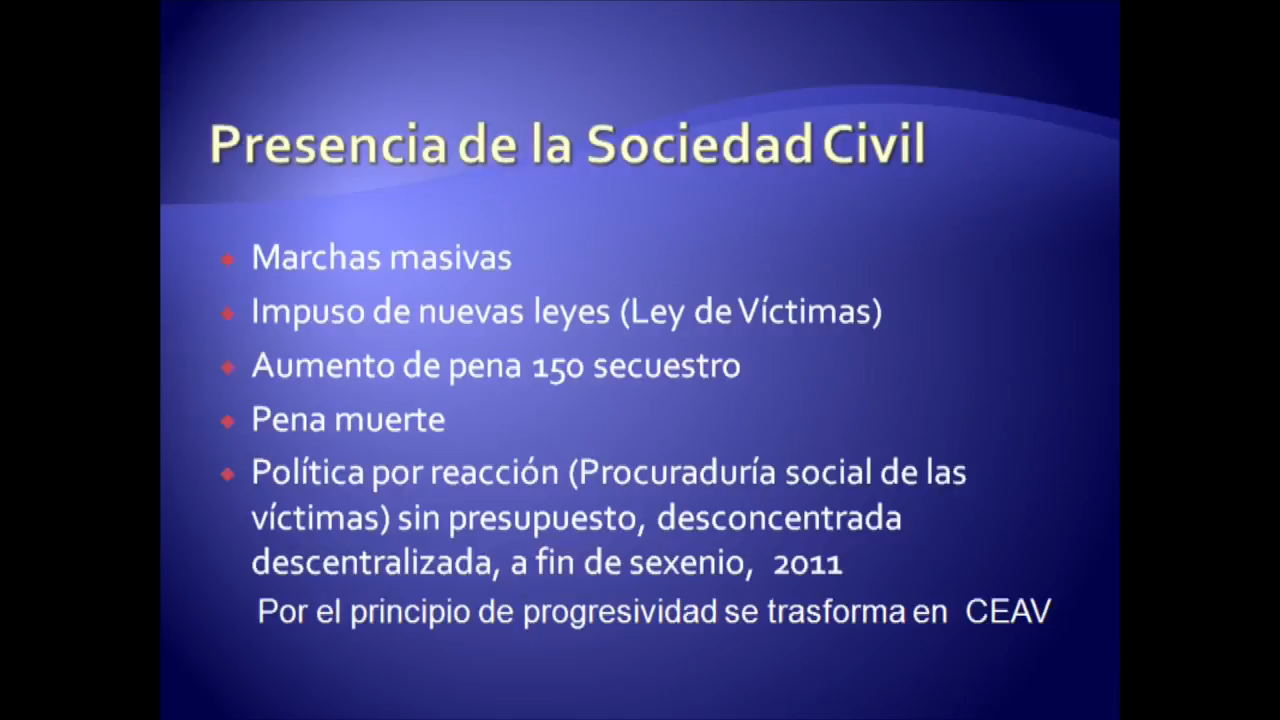 Presencia de la Sociedad Civil
Marchas masivas
Impuso de nuevas leyes (Ley de Víctimas)
Aumento de pena 150 secuestro
Pena muerte
Política por reacción (Procuraduría social de las
víctimas) sin presupuesto, desconcentrada
descentralizada, a fin de sexenio, 2011
Por el principio de progresividad se trasforma en CEAV